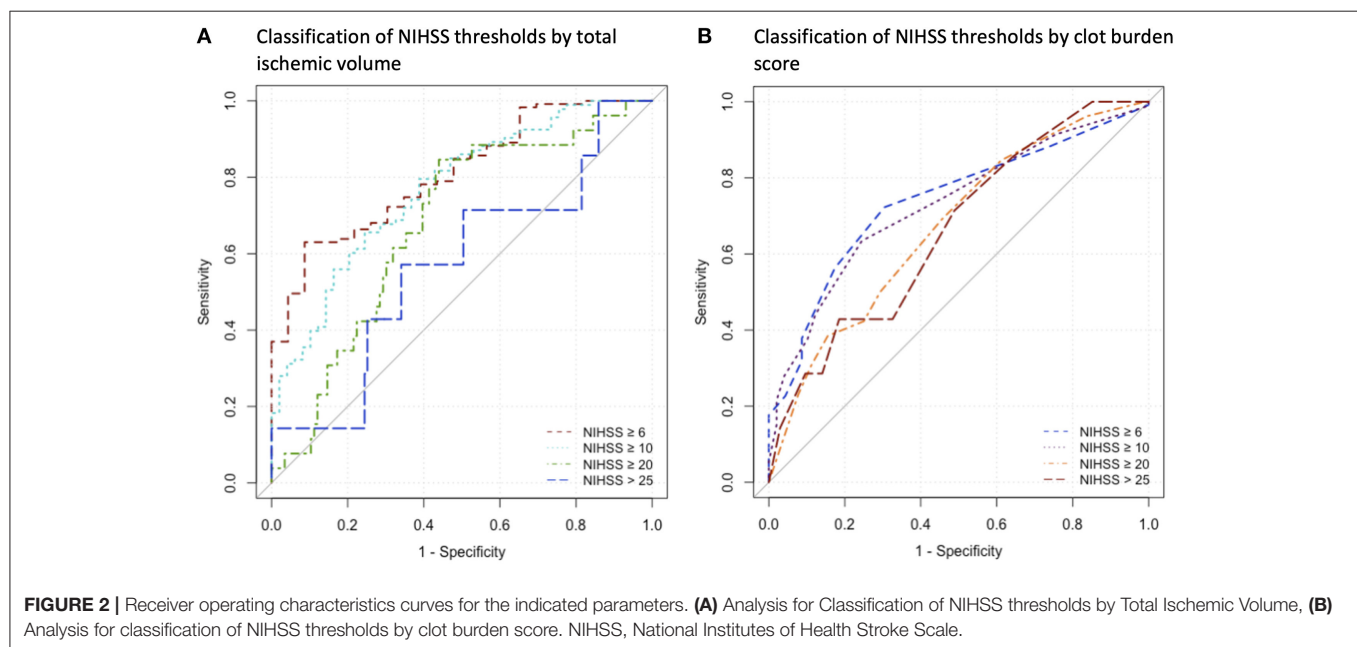 A Classification of NIHSS thresholds by total
ischemic volume
Sensitivity
1.0
0.8
0.6
0.4
0.2
0.0
NIHSS ≥ 6
NIHSS ≥ 10
NIHSS ≥ 20
NIHSS > 25
0.0 0.2 0.4 0.6 0.8 1.0
1 - Specificity
B Classification of NIHSS thresholds by clot burden
score
Sensitivity
1.0
0.8
0.6
0.4
0.2
0.0
NIHSS ≥ 6
NIHSS ≥ 10
NIHSS ≥ 20
NIHSS > 25
0.0 0.2 0.4 0.6 0.8 1.0
1 - Specificity
FIGURE 2 | Receiver operating characteristics curves for the indicated parameters. (A) Analysis for Classification of NIHSS thresholds by Total Ischemic Volume, (B)
Analysis for classification of NIHSS thresholds by clot burden score. NIHSS, National Institutes of Health Stroke Scale.